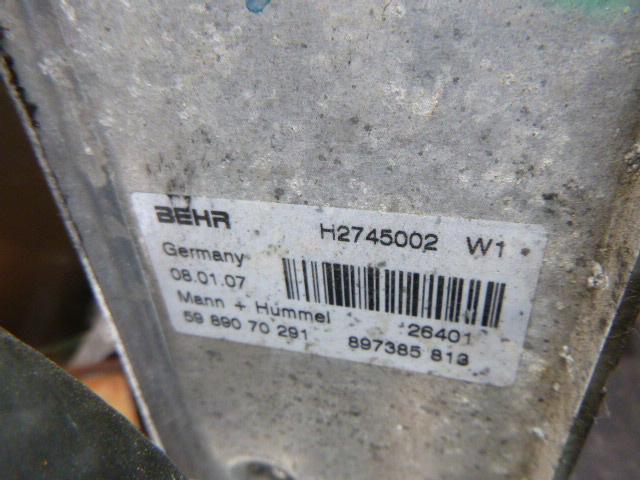 BEHR H2745002 W1
Germany
08.01.07
Mann + Hummel 26401
59 890 70 291 897385 813